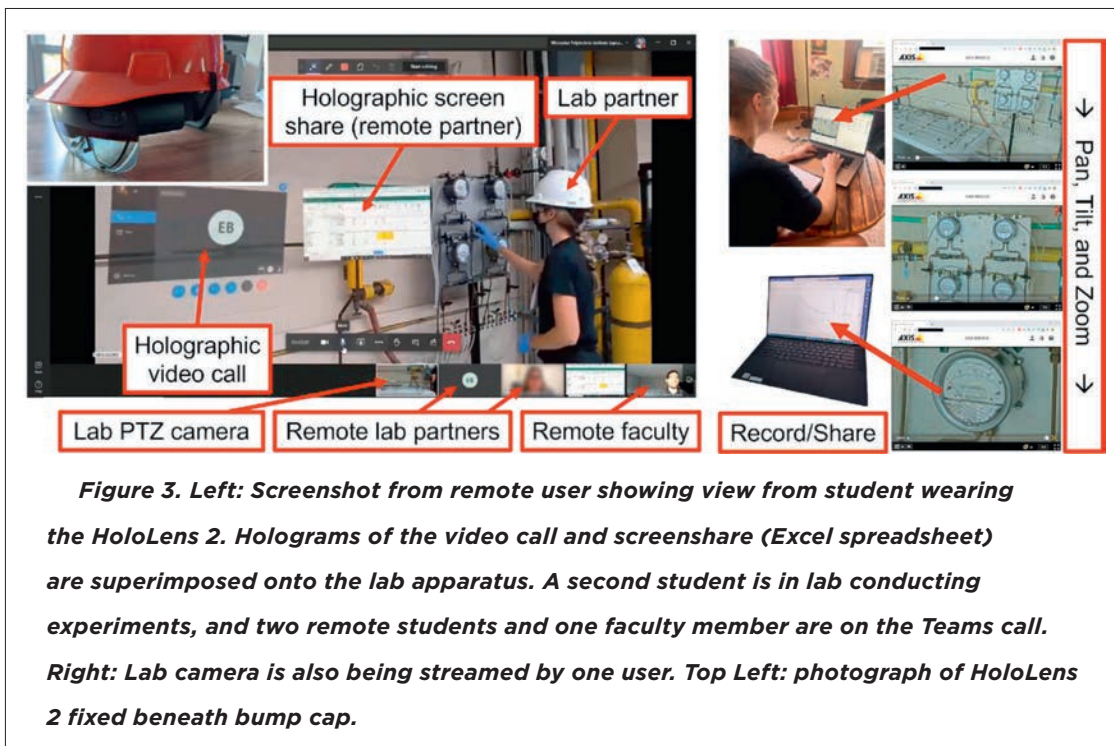 Start editing
Holographic screen
share (remote partner)
Lab partner
EB
Holographic
video call
EB
Lab PTZ camera
Remote lab partners
Remote faculty
Record/Share
AXIS
AXIS
AXIS
→ Pan, Tilt, and Zoom →
Figure 3. Left: Screenshot from remote user showing view from student wearing
the HoloLens 2. Holograms of the video call and screenshare (Excel spreadsheet)
are superimposed onto the lab apparatus. A second student is in lab conducting
experiments, and two remote students and one faculty member are on the Teams call.
Right: Lab camera is also being streamed by one user. Top Left: photograph of HoloLens
2 fixed beneath bump cap.